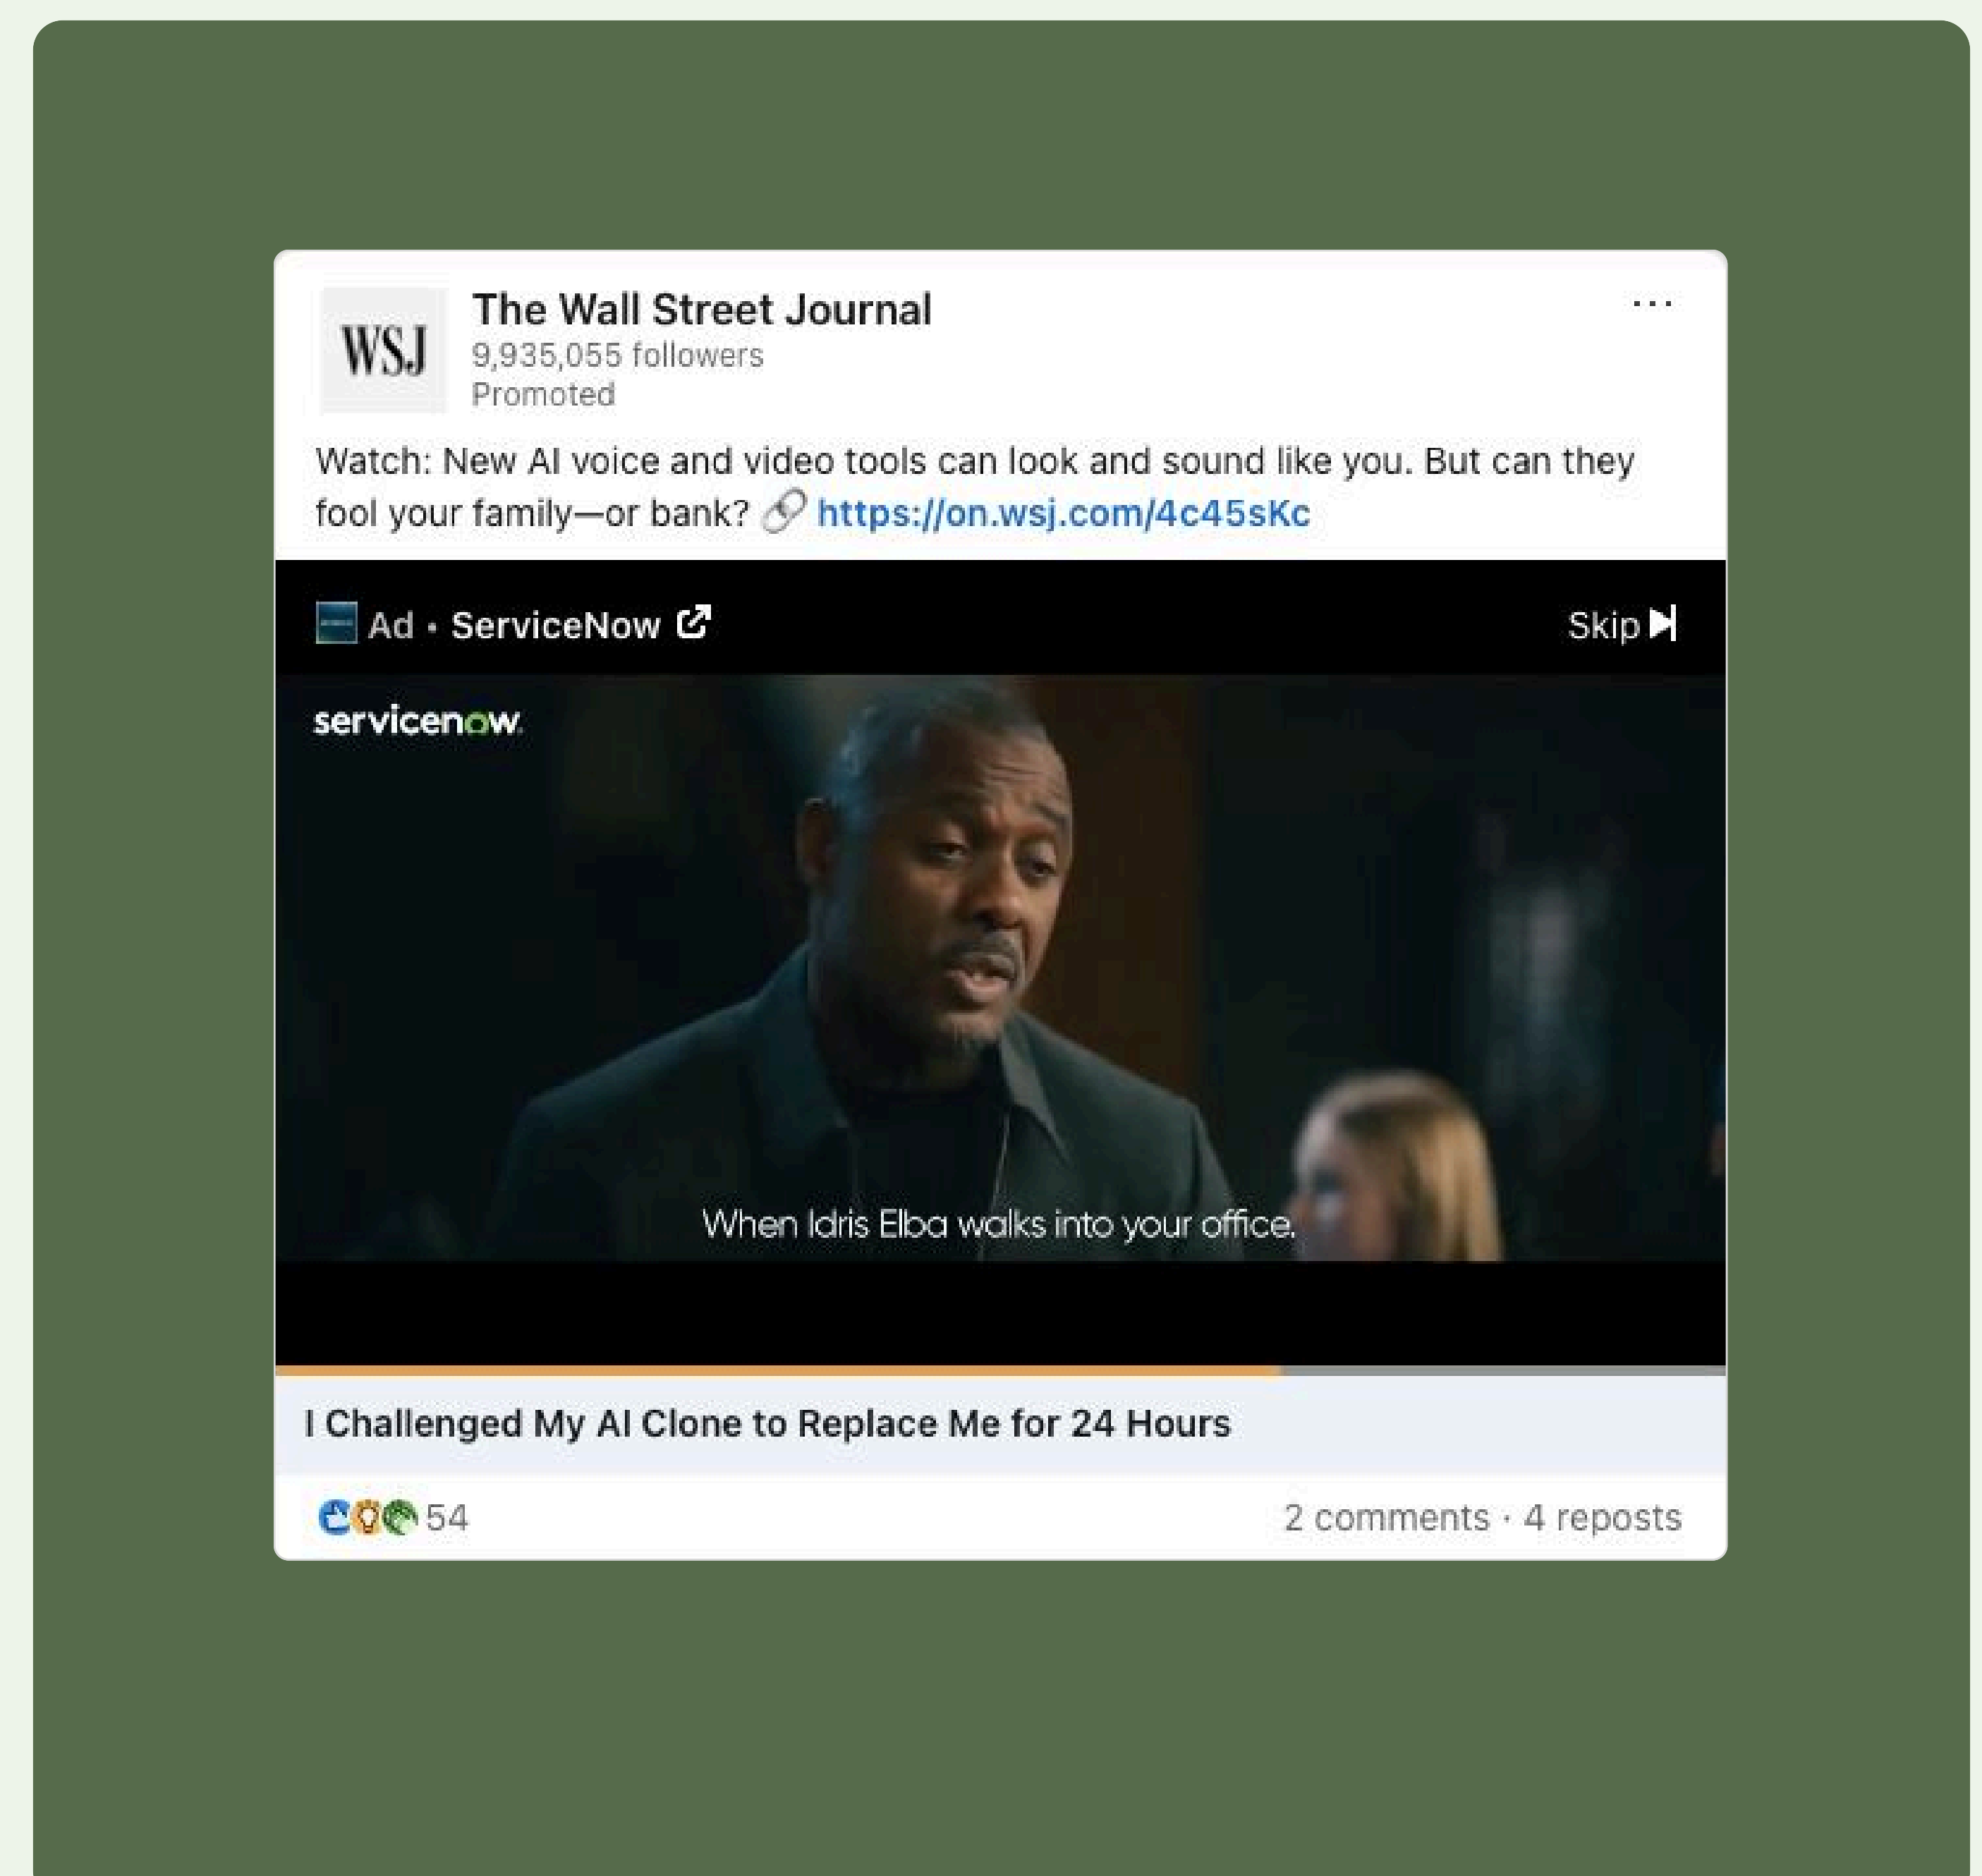 WSJ
The Wall Street Journal
...
9,935,055 followers
Promoted
Watch: New AI voice and video tools can look and sound like you. But can they
fool your family—or bank? 🔗 https://on.wsj.com/4c45sKc
Ad • ServiceNow
Skip
servicenow.
When Idris Elba walks into your office.
I Challenged My AI Clone to Replace Me for 24 Hours
54
2 comments · 4 reposts